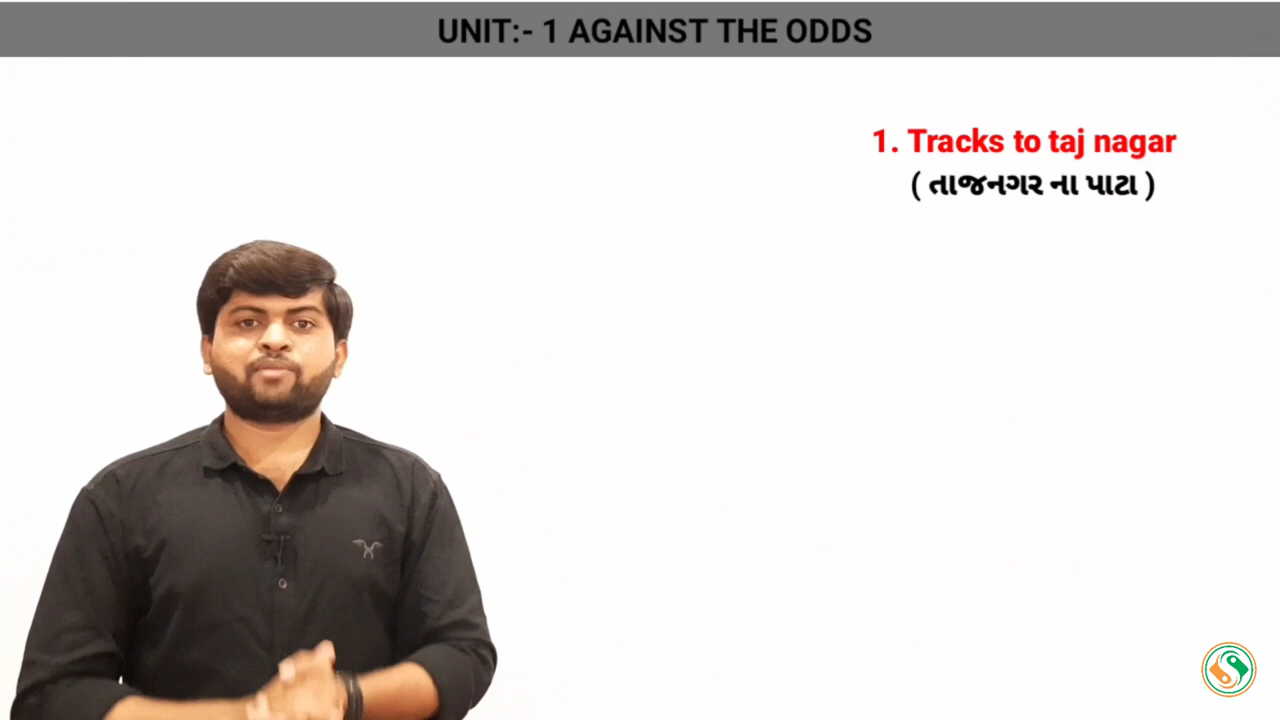 UNIT:- 1 AGAINST THE ODDS
1. Tracks to taj nagar
( તાજનગર ના પાટા )